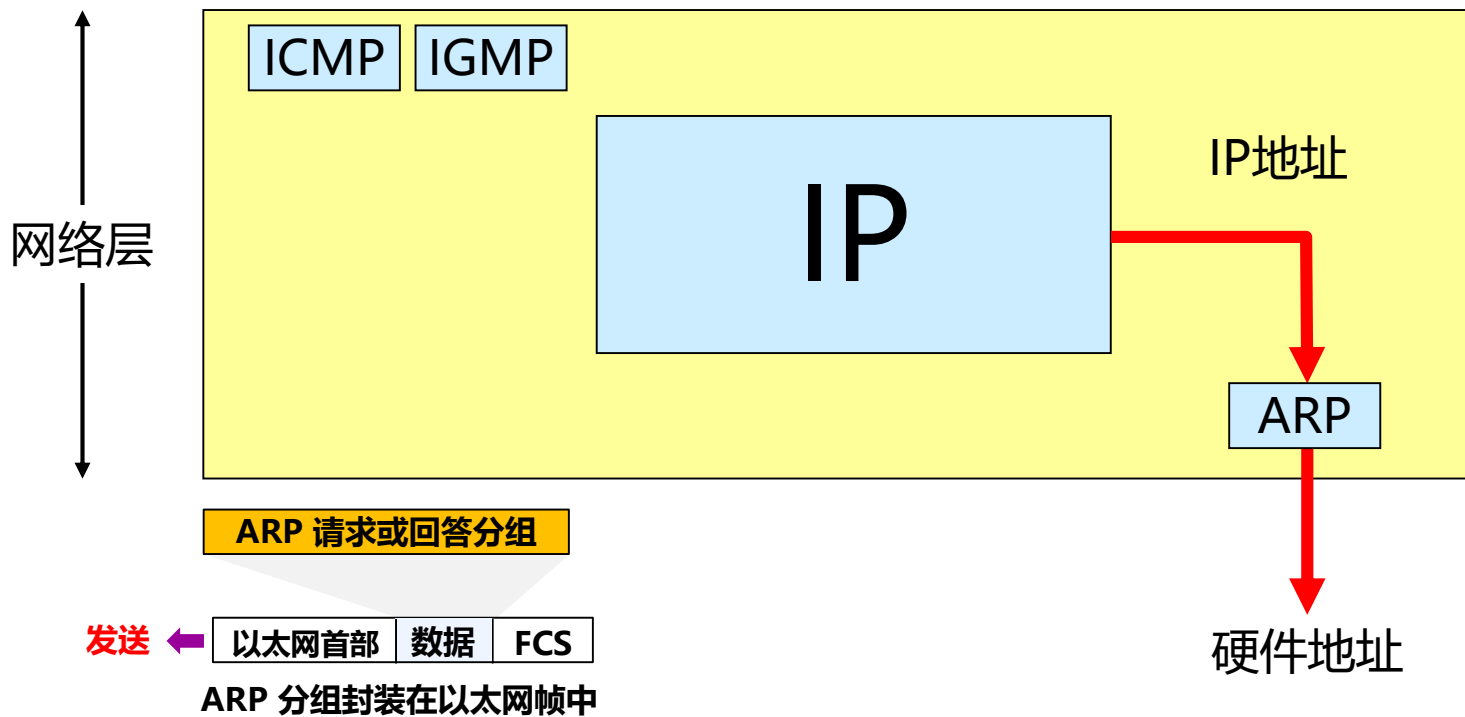 ICMP IGMP
IP地址
IP
网络层
ARP
ARP 请求或回答分组
发送 以太网首部 数据 FCS
硬件地址
ARP 分组封装在以太网帧中